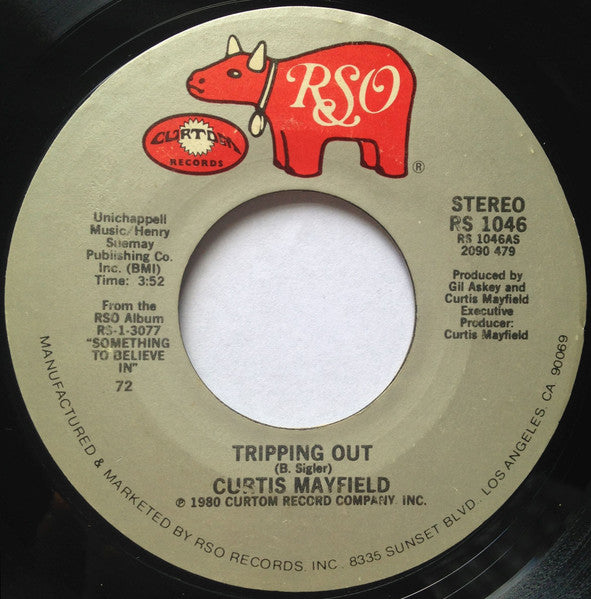 RSO
®
CURTOM
RECORDS
Unichappell
Music/Henry
Suemay
Publishing Co.
Inc. (BMI)
Time: 3:52
From the
RSO Album
RS-1-3077
"SOMETHING
TO BELIEVE
IN"
72
STEREO
RS 1046
RS 1046AS
2090 479
Produced by
Gil Askey and
Curtis Mayfield
Executive
Producer:
Curtis Mayfield
TRIPPING OUT
(B. Sigler)
CURTIS MAYFIELD
℗ 1980 CURTOM RECORD COMPANY, INC.
MANUFACTURED & MARKETED BY RSO RECORDS, INC. 8335 SUNSET BLVD., LOS ANGELES, CA. 90069